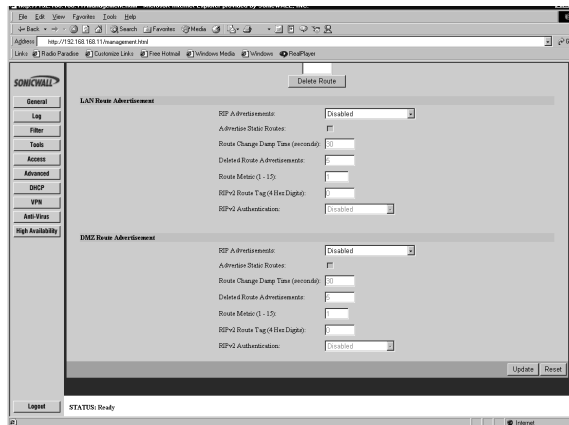 File Edit View Favorites Tools Help
Back Search Favorites Media
Address http://192.168.168.11/management.html
Links Radio Paradise Customize Links Free Hotmail Windows Media Windows RealPlayer
SONICWALL
Delete Route
General
Log
Filter
Tools
Access
Advanced
DHCP
VPN
Anti-Virus
High Availability
LAN Route Advertisement
RIP Advertisements: Disabled
Advertise Static Routes:
Route Change Damp Time (seconds): 30
Deleted Route Advertisements: 5
Route Metric (1 - 15): 1
RIPv2 Route Tag (4 Hex Digits): 0
RIPv2 Authentication: Disabled
DMZ Route Advertisement
RIP Advertisements: Disabled
Advertise Static Routes:
Route Change Damp Time (seconds): 30
Deleted Route Advertisements: 5
Route Metric (1 - 15): 1
RIPv2 Route Tag (4 Hex Digits): 0
RIPv2 Authentication: Disabled
Update Reset
Logout
STATUS: Ready
Internet